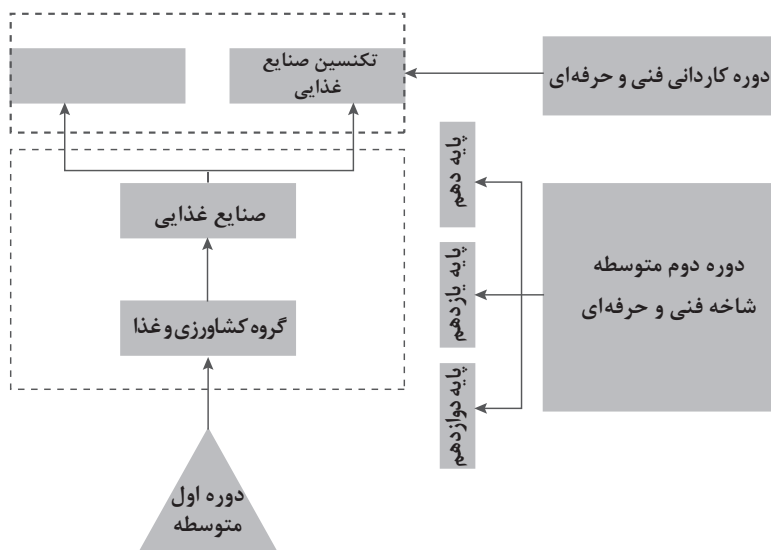 تکنسین صنایع
غذایی
دوره کاردانی فنی و حرفه‌ای
پایه دهم
صنایع غذایی
دوره دوم متوسطه
شاخه فنی و حرفه‌ای
پایه یازدهم
گروه کشاورزی و غذا
پایه دوازدهم
دوره اول
متوسطه